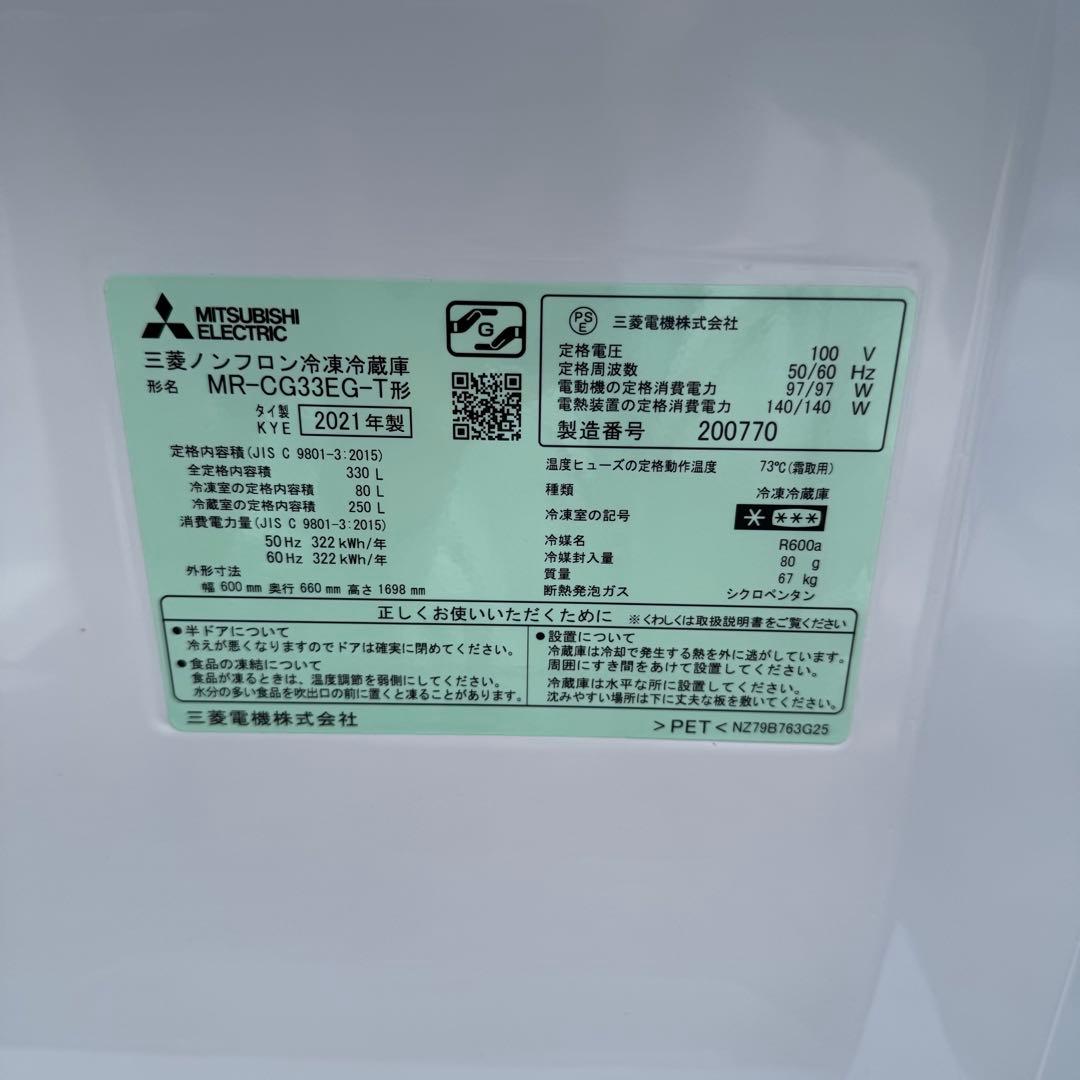 MITSUBISHI
ELECTRIC
三菱ノンフロン冷凍冷蔵庫
形名 MR-CG33EG-T形
タイ製
KYE 2021年製
G
定格内容積(JIS C 9801-3:2015)
全定格内容積 330 L
冷凍室の定格内容積 80 L
冷蔵室の定格内容積 250 L
消費電力量(JIS C 9801-3:2015)
50 Hz 322 kWh/年
60 Hz 322 kWh/年
外形寸法
幅 600 mm 奥行 660 mm 高さ 1698 mm
PS
E 三菱電機株式会社
定格電圧 100 V
定格周波数 50/60 Hz
電動機の定格消費電力 97/97 W
電熱装置の定格消費電力 140/140 W
製造番号 200770
温度ヒューズの定格動作温度 73℃(霜取用)
種類 冷凍冷蔵庫
冷凍室の記号 * ***
冷媒名 R600a
冷媒封入量 80 g
質量 67 kg
断熱発泡ガス シクロペンタン
正しくお使いいただくために ※くわしくは取扱説明書をご覧ください
●半ドアについて
冷えが悪くなりますのでドアは確実に閉めてください。
●食品の凍結について
食品が凍るときは、温度調節を弱側にしてください。
水分の多い食品を吹出口の前に置くと凍ることがあります。
●設置について
冷蔵庫は冷却で発生する熱を外に逃がしています。
周囲にすき間をあけて設置してください。
冷蔵庫は水平な所に設置してください。
沈みやすい場所は下に丈夫な板を敷いてください。
三菱電機株式会社
>PET< NZ79B763G25